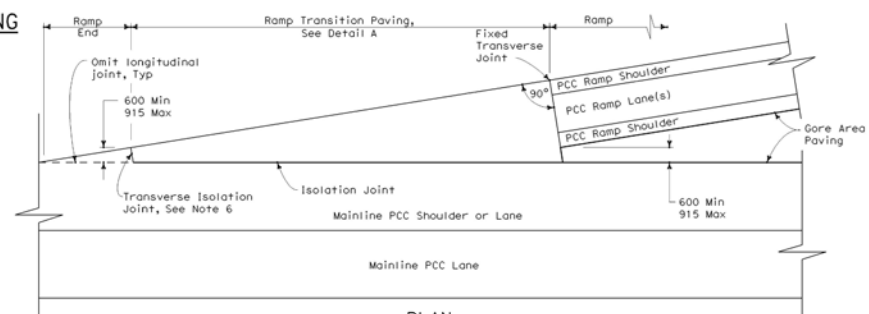 NG
Ramp
End
Ramp Transition Paving,
See Detail A
Ramp
Fixed
Transverse
Joint
Omit longitudinal
joint, Typ
600 Min
915 Max
90°
PCC Ramp Shoulder
PCC Ramp Lane(s)
PCC Ramp Shoulder
Gore Area
Paving
Transverse Isolation
Joint, See Note 6
Isolation Joint
600 Min
915 Max
Mainline PCC Shoulder or Lane
Mainline PCC Lane